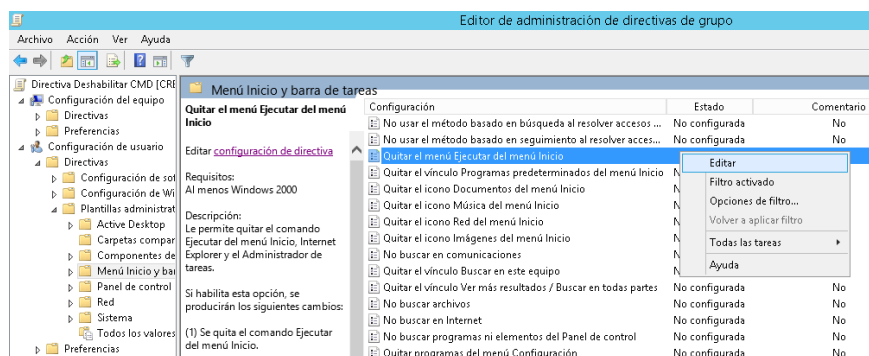 Editor de administración de directivas de grupo
Archivo Acción Ver Ayuda
Directiva Deshabilitar CMD [CRE
Configuración del equipo
Directivas
Preferencias
Configuración de usuario
Directivas
Configuración de sof
Configuración de Wi
Plantillas administrat
Active Desktop
Carpetas compar
Componentes de
Menú Inicio y bar
Panel de control
Red
Sistema
Todos los valores
Preferencias
Menú Inicio y barra de tareas
Quitar el menú Ejecutar del menú
Inicio
Editar configuración de directiva
Requisitos:
Al menos Windows 2000
Descripción:
Le permite quitar el comando
Ejecutar del menú Inicio, Internet
Explorer y el Administrador de
tareas.
Si habilita esta opción, se
producirán los siguientes cambios:
(1) Se quita el comando Ejecutar
del menú Inicio.
Configuración Estado Comentario
No usar el método basado en búsqueda al resolver accesos ... No configurada No
No usar el método basado en seguimiento al resolver acces... No configurada No
Quitar el menú Ejecutar del menú Inicio
Quitar el vínculo Programas predeterminados del menú Inicio N
Quitar el icono Documentos del menú Inicio N
Quitar el icono Música del menú Inicio N
Quitar el icono Red del menú Inicio N
Quitar el icono Imágenes del menú Inicio N
No buscar en comunicaciones N
Quitar el vínculo Buscar en este equipo N
Quitar el vínculo Ver más resultados / Buscar en todas partes No configurada No
No buscar archivos No configurada No
No buscar en Internet No configurada No
No buscar programas ni elementos del Panel de control No configurada No
Quitar programas del menú Configuración No configurada No
Editar
Filtro activado
Opciones de filtro...
Volver a aplicar filtro
Todas las tareas
Ayuda